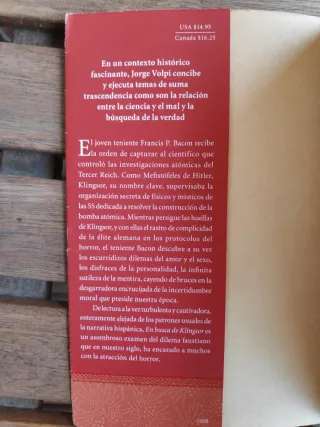 USA $14.95
Canada $16.25
En un contexto histórico
fascinante, Jorge Volpi concibe
y ejecuta temas de suma
trascendencia como son la relación
entre la ciencia y el mal y la
búsqueda de la verdad
El joven teniente Francis P. Bacon recibe
la orden de capturar al científico que
controló las investigaciones atómicas del
Tercer Reich. Como Mefistófeles de Hitler,
Klingsor, su nombre clave, supervisaba la
organización secreta de físicos y místicos de
las SS dedicada a resolver la construcción de la
bomba atómica. Mientras persigue las huellas
de Klingsor, y con ellas el rastro de complicidad
de la élite alemana en los protocolos del
horror, el teniente Bacon descubre a su vez
los escurridizos dilemas del amor y el sexo,
los disfraces de la personalidad, la infinita
sutileza de la mentira, cayendo de bruces en la
desgarradora encrucijada de la incertidumbre
moral que preside nuestra época.
De lectura a la vez turbulenta y cautivadora,
enteramente alejada de los patrones usuales de
la narrativa hispánica, En busca de Klingsor es
un asombroso examen del dilema faustiano
que en nuestro siglo, ha encarado a muchos
con la atracción del horror.